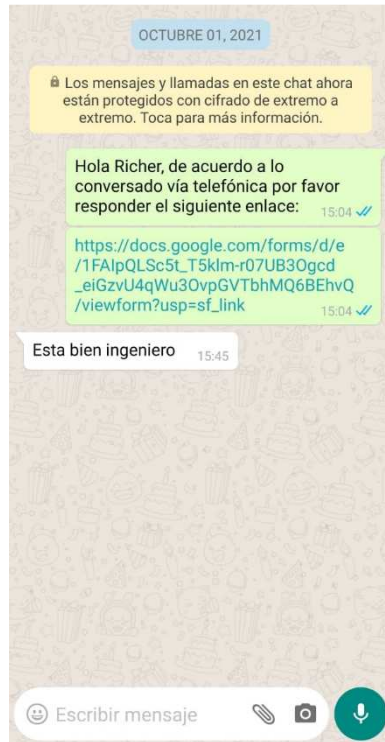 OCTUBRE 01, 2021
Los mensajes y llamadas en este chat ahora
están protegidos con cifrado de extremo a
extremo. Toca para más información.
Hola Richer, de acuerdo a lo
conversado vía telefónica por favor
responder el siguiente enlace:
15:04
https://docs.google.com/forms/d/e
/1FAIpQLSc5t_T5klm-r07UB3Ogcd
_eiGzvU4qWu3OvpGVTbhMQ6BEhvQ
/viewform?usp=sf_link
15:04
Esta bien ingeniero
15:45
Escribir mensaje